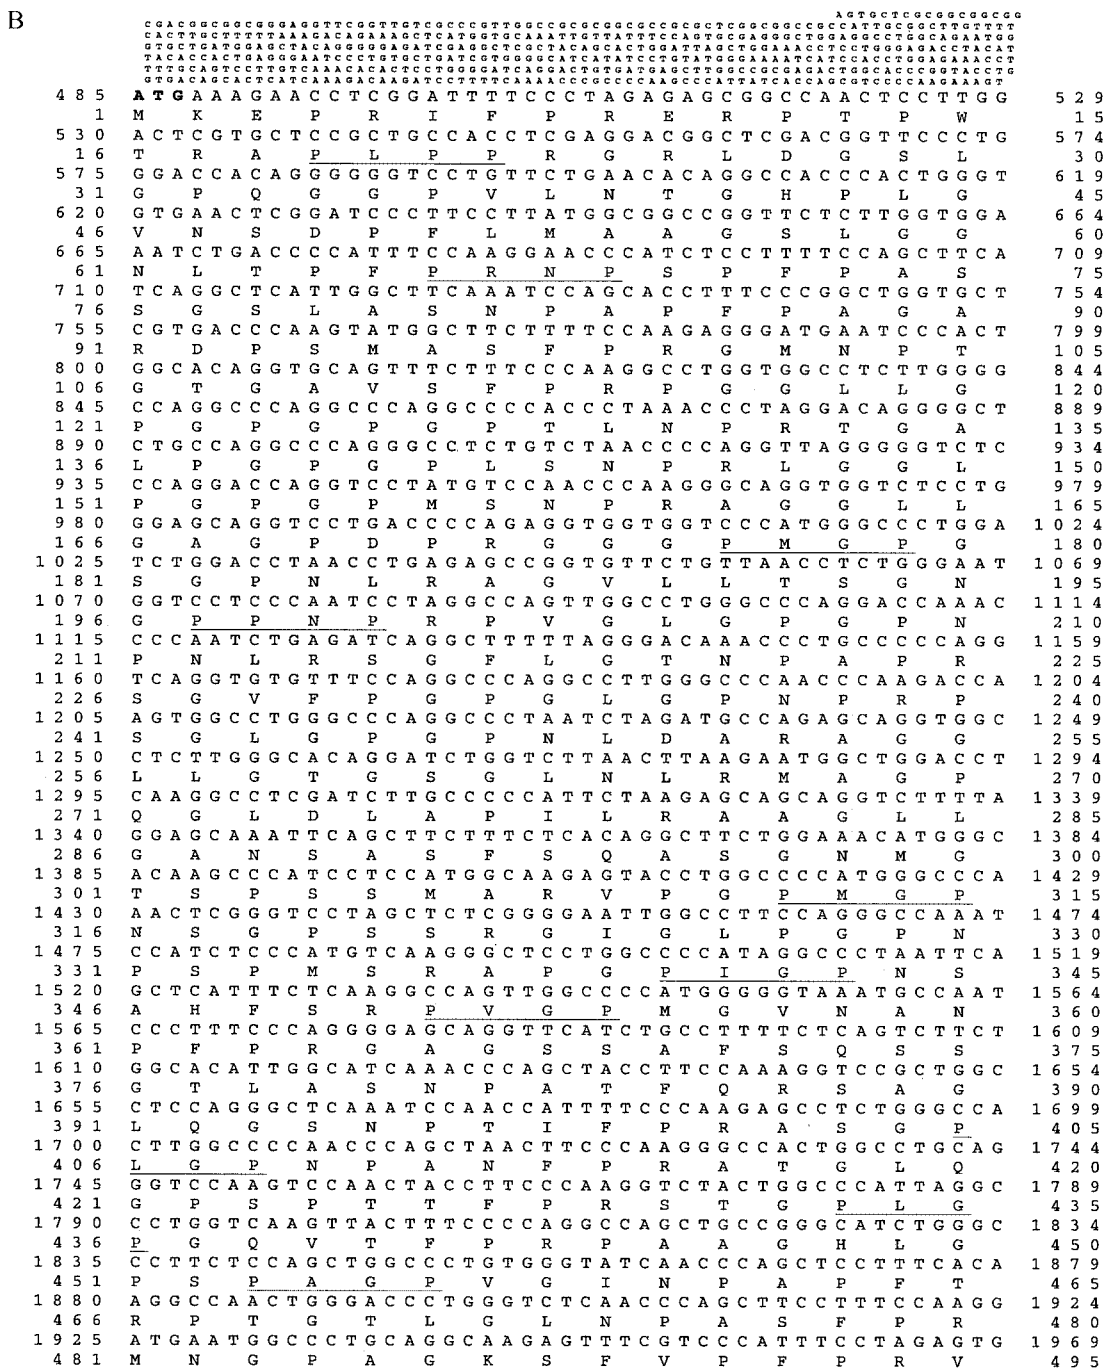 B
AGTGCTCGCGGCGGCGG
485 ATGAAAGAACCTCGGATTTTCCCTAGAGAGCGGCCAACTCCTTGG 529
1 M K E P R I F P R E R P T P W 15
530 ACTCGTGCTCCGCTGCCACCTCGAGGACGGCTCGACGGTTCCCTG 574
16 T R A P L P P R G R L D G S L 30
575 GGACCACAGGGGGGTCCTGTTCTGAACACAGGCCACCCACTGGGT 619
31 G P Q G G P V L N T G H P L G 45
620 GTGAACTCGGATCCCTTCCTTATGGCGGCCGGTTCTCTTGGTGGA 664
46 V N S D P F L M A A G S L G G 60
665 AATCTGACCCCATTTCCAAGGAACCCATCTCCTTTTCCAGCTTCA 709
61 N L T P F P R N P S P F P A S 75
710 TCAGGCTCATTGGCTTCAAATCCAGCACCTTTCCCGGCTGGTGCT 754
76 S G S L A S N P A P F P A G A 90
755 CGTGACCCAAGTATGGCTTCTTTTCCAAGAGGGATGAATCCCACT 799
91 R D P S M A S F P R G M N P T 105
800 GGCACAGGTGCAGTTTCTTTCCCAAGGCCTGGTGGCCTCTTGGGG 844
106 G T G A V S F P R P G G L L G 120
845 CCAGGCCCAGGCCCAGGCCCCACCCTAAACCCTAGGACAGGGGCT 889
121 P G P G P G P T L N P R T G A 135
890 CTGCCAGGCCCAGGGCCTCTGTCTAACCCCAGGTTAGGGGGTCTC 934
136 L P G P G P L S N P R L G G L 150
935 CCAGGACCAGGTCCTATGTCCAACCCAAGGGCAGGTGGTCTCCTG 979
151 P G P G P M S N P R A G G L L 165
980 GGAGCAGGTCCTGACCCCAGAGGTGGTGGTCCCATGGGCCCTGGA 1024
166 G A G P D P R G G G P M G P G 180
1025 TCTGGACCTAACCTGAGAGCCGGTGTTCTGTTAACCTCTGGGAAT 1069
181 S G P N L R A G V L L T S G N 195
1070 GGTCCTCCCAATCCTAGGCCAGTTGGCCTGGGCCCAGGACCAAAC 1114
196 G P P N P R P V G L G P G P N 210
1115 CCCAATCTGAGATCAGGCTTTTTAGGGACAAACCCTGCCCCCAGG 1159
211 P N L R S G F L G T N P A P R 225
1160 TCAGGTGTGTTTCCAGGCCCAGGCCTTGGGCCCAACCCAAGACCA 1204
226 S G V F P G P G L G P N P R P 240
1205 AGTGGCCTGGGCCCAGGCCCTAATCTAGATGCCAGAGCAGGTGGC 1249
241 S G L G P G P N L D A R A G G 255
1250 CTCTTGGGCACAGGATCTGGTCTTAACTTAAGAATGGCTGGACCT 1294
256 L L G T G S G L N L R M A G P 270
1295 CAAGGCCTCGATCTTGCCCCCATTCTAAGAGCAGCAGGTCTTTTA 1339
271 Q G L D L A P I L R A A G L L 285
1340 GGAGCAAATTCAGCTTCTTTCTCACAGGCTTCTGGAAACATGGGC 1384
286 G A N S A S F S Q A S G N M G 300
1385 ACAAGCCCATCCTCCATGGCAAGAGTACCTGGCCCCATGGGCCCA 1429
301 T S P S S M A R V P G P M G P 315
1430 AACTCGGGTCCTAGCTCTCGGGGAATTGGCCTTCCAGGGCCAAAT 1474
316 N S G P S S R G I G L P G P N 330
1475 CCATCTCCCATGTCAAGGGCTCCTGGCCCCATAGGCCCTAATTCA 1519
331 P S P M S R A P G P I G P N S 345
1520 GCTCATTTCTCAAGGCCAGTTGGCCCCATGGGGGTAAATGCCAAT 1564
346 A H F S R P V G P M G V N A N 360
1565 CCCTTTCCCAGGGGAGCAGGTTCATCTGCCTTTTCTCAGTCTTCT 1609
361 P F P R G A G S S A F S Q S S 375
1610 GGCACATTGGCATCAAACCCAGCTACCTTCCAAAGGTCCGCTGGC 1654
376 G T L A S N P A T F Q R S A G 390
1655 CTCCAGGGCTCAAATCCAACCATTTTCCCAAGAGCCTCTGGGCCA 1699
391 L Q G S N P T I F P R A S G P 405
1700 CTTGGCCCCAACCCAGCTAACTTCCCAAGGGCCACTGGCCTGCAG 1744
406 L G P N P A N F P R A T G L Q 420
1745 GGTCCAAGTCCAACTACCTTCCCAAGGTCTACTGGCCCATTAGGC 1789
421 G P S P T T F P R S T G P L G 435
1790 CCTGGTCAAGTTACTTTCCCCAGGCCAGCTGCCGGGCATCTGGGC 1834
436 P G Q V T F P R P A A G H L G 450
1835 CCTTCTCCAGCTGGCCCTGTGGGTATCAACCCAGCTCCTTTCACA 1879
451 P S P A G P V G I N P A P F T 465
1880 AGGCCAACTGGGACCCTGGGTCTCAACCCAGCTTCCTTTCCAAGG 1924
466 R P T G T L G L N P A S F P R 480
1925 ATGAATGGCCCTGCAGGCAAGAGTTTCGTCCCATTTCCTAGAGTG 1969
481 M N G P A G K S F V P F P R V 495